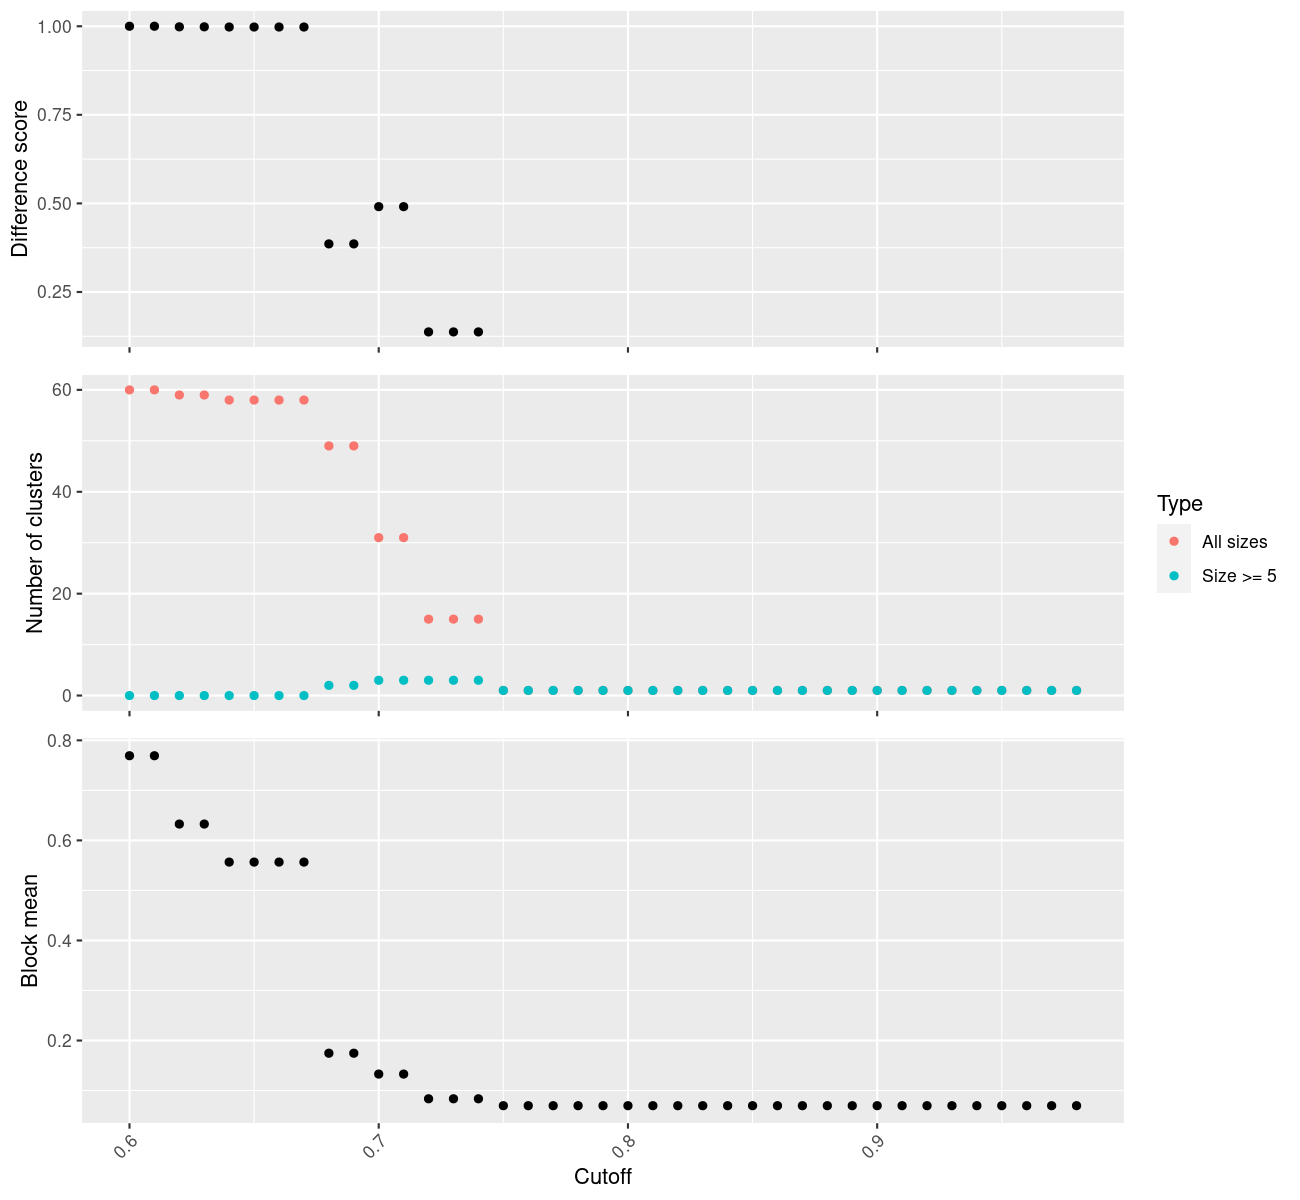 Difference score
1.00
0.75
0.50
0.25
Number of clusters
60
40
20
0
Type
All sizes
Size >= 5
Block mean
0.8
0.6
0.4
0.2
0.6 0.7 0.8 0.9
Cutoff